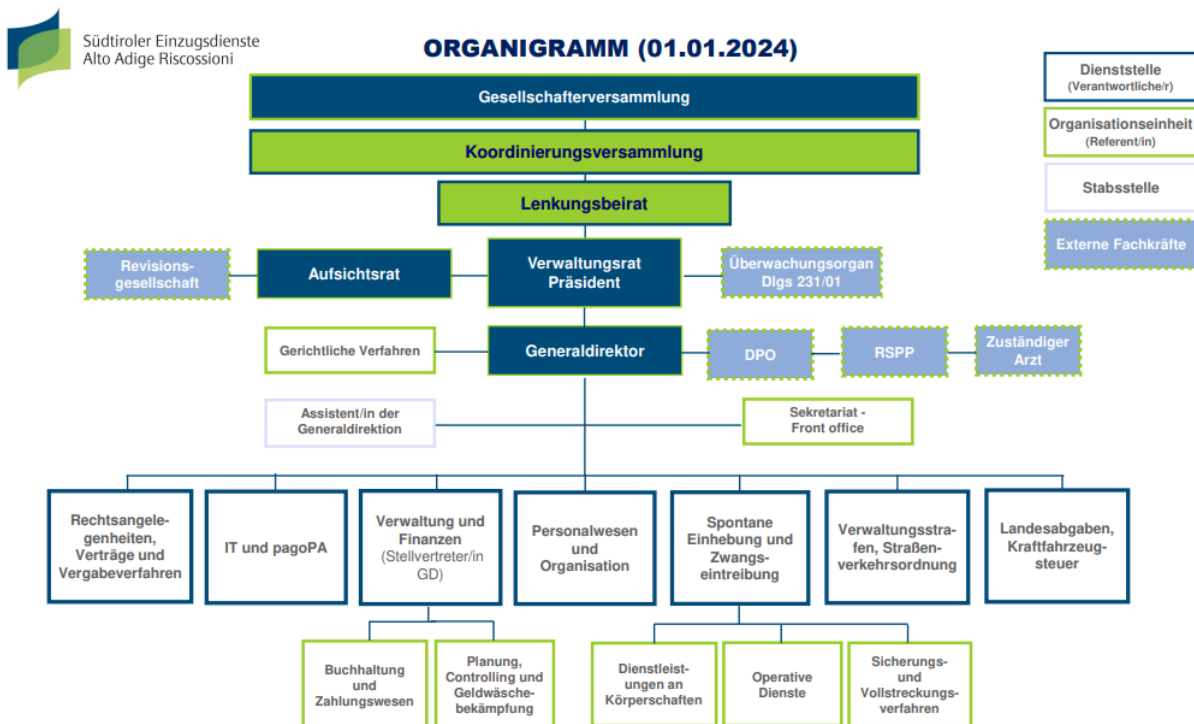 Südtiroler Einzugsdienste
Alto Adige Riscossioni
ORGANIGRAMM (01.01.2024)
Dienststelle
(Verantwortliche/r)
Organisationseinheit
(Referent/in)
Stabsstelle
Externe Fachkräfte
Gesellschafterversammlung
Koordinierungsversammlung
Lenkungsbeirat
Revisions-
gesellschaft
Aufsichtsrat
Verwaltungsrat
Präsident
Überwachungsorgan
Dlgs 231/01
Gerichtliche Verfahren
Generaldirektor
DPO
RSPP
Zuständiger
Arzt
Assistent/in der
Generaldirektion
Sekretariat -
Front office
Rechtsangele-
genheiten,
Verträge und
Vergabeverfahren
IT und pagoPA
Verwaltung und
Finanzen
(Stellvertreter/in
GD)
Personalwesen
und
Organisation
Spontane
Einhebung und
Zwangs-
eintreibung
Verwaltungsstra-
fen, Straßen-
verkehrsordnung
Landesabgaben,
Kraftfahrzeug-
steuer
Buchhaltung
und
Zahlungswesen
Planung,
Controlling und
Geldwäsche-
bekämpfung
Dienstleist-
ungen an
Körperschaften
Operative
Dienste
Sicherungs-
und
Vollstreckungs-
verfahren